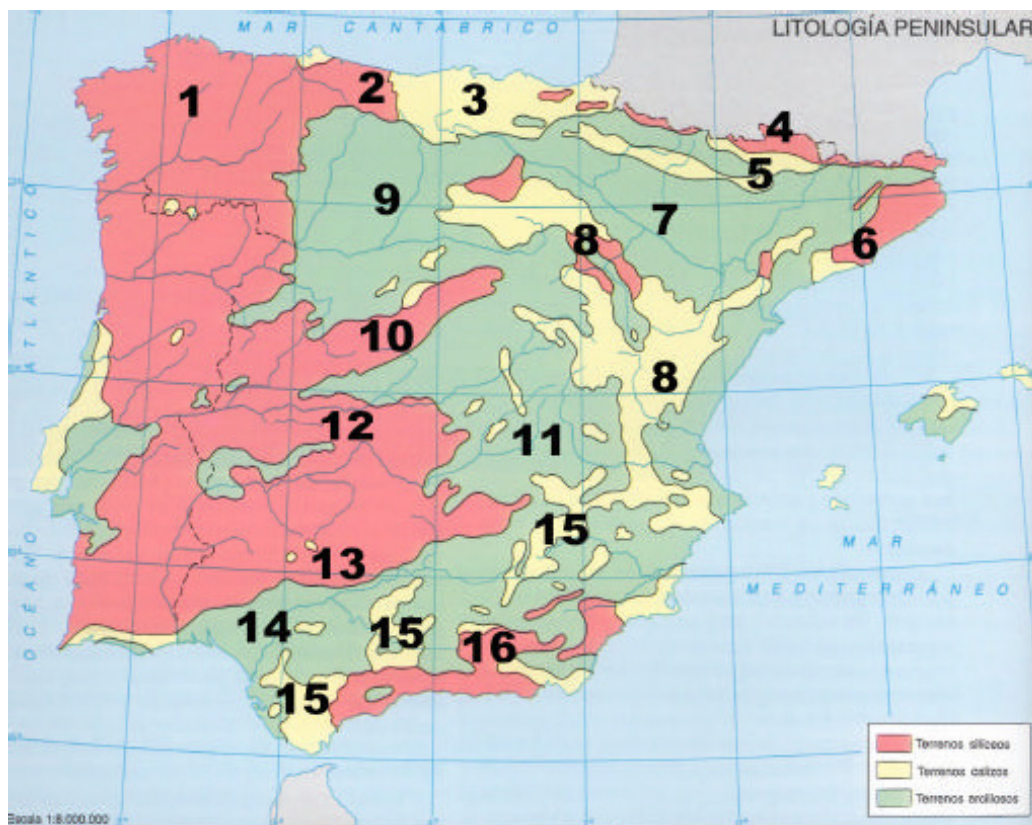 LITOLOGÍA PENINSULAR
MAR CANTÁBRICO
1
2
3
4
5
9
7
6
8
10
8
12
11
15
13
14
15
16
15
OCÉANO ATLÁNTICO
MAR
MEDITERRÁNEO
Terrenos silíceos
Terrenos calizos
Terrenos arcillosos
Escala 1:8.000.000